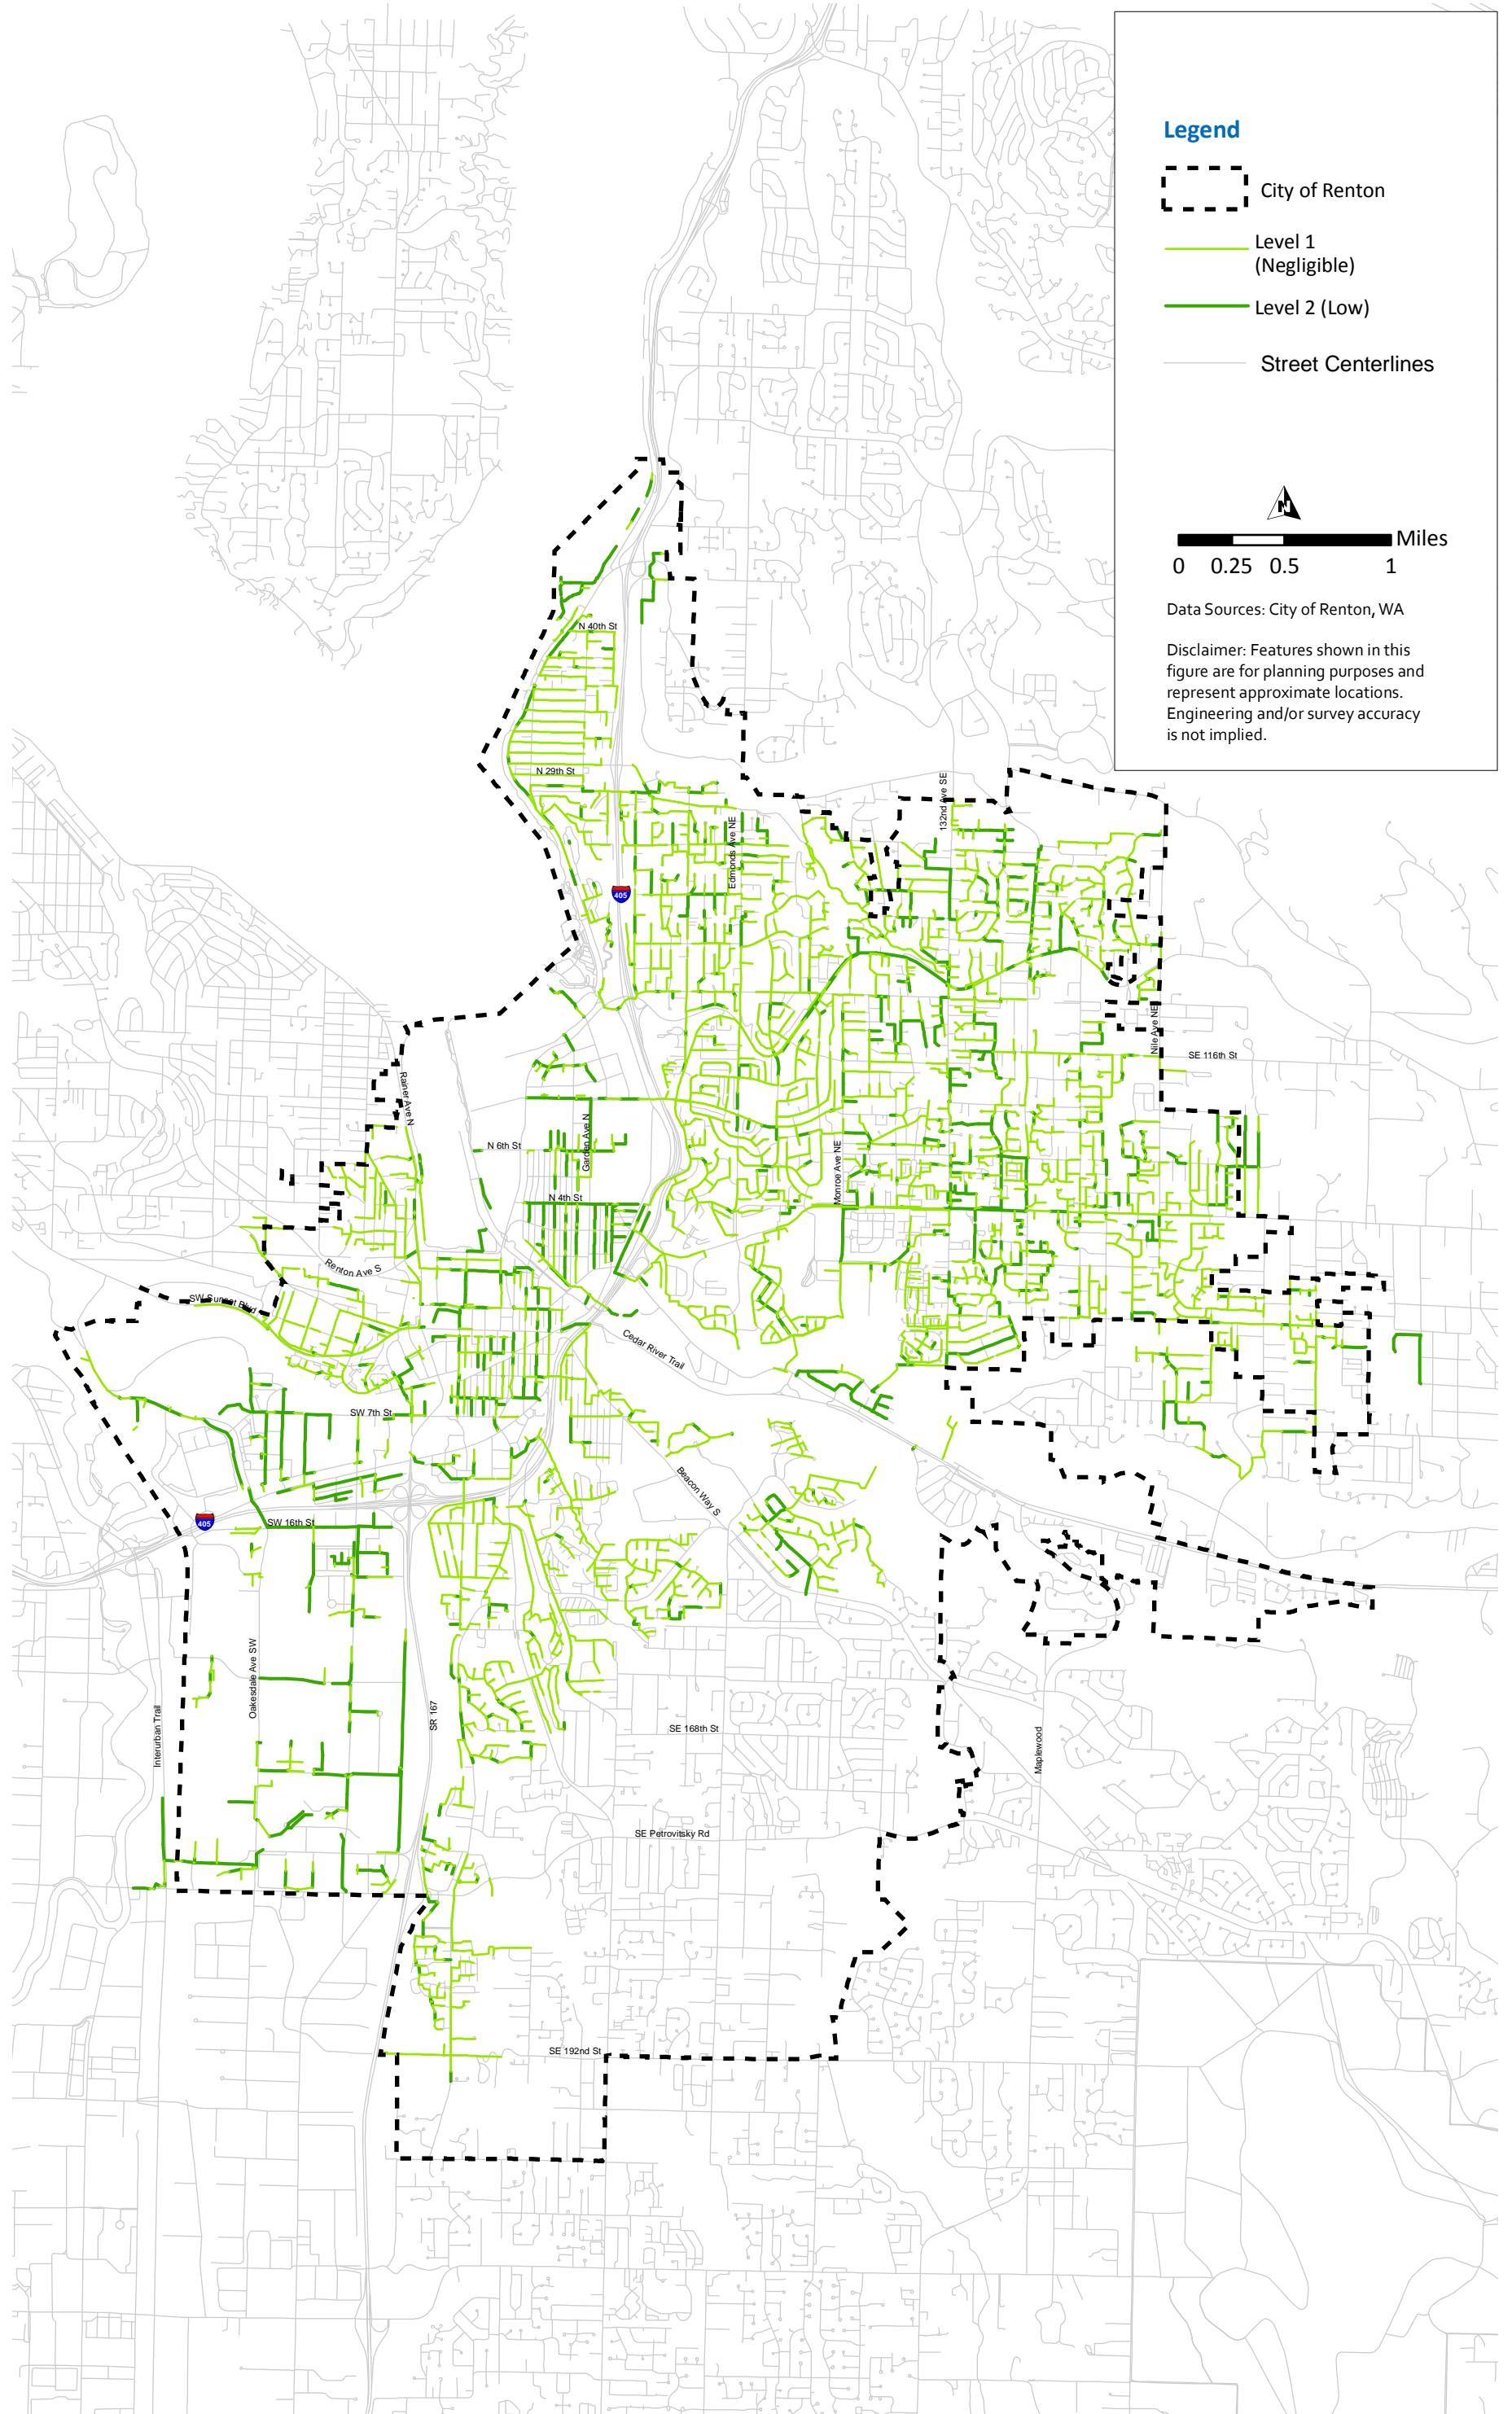 Legend
City of Renton
Level 1
(Negligible)
Level 2 (Low)
Street Centerlines
N
Miles
0 0.25 0.5 1
Data Sources: City of Renton, WA
Disclaimer: Features shown in this
figure are for planning purposes and
represent approximate locations.
Engineering and/or survey accuracy
is not implied.
N 40th St
N 29th St
132nd Ave SE
Edmonds Ave NE
405
Nile Ave NE
SE 116th St
Rainer Ave N
Garden Ave N
N 6th St
Monroe Ave NE
N 4th St
Renton Ave S
SW Sunset Blvd
Cedar River Trail
SW 7th St
Beacon Way S
405
SW 16th St
Oakesdale Ave SW
Interurban Trail
SR 167
SE 168th St
Maplewood
SE Petrovitsky Rd
SE 192nd St